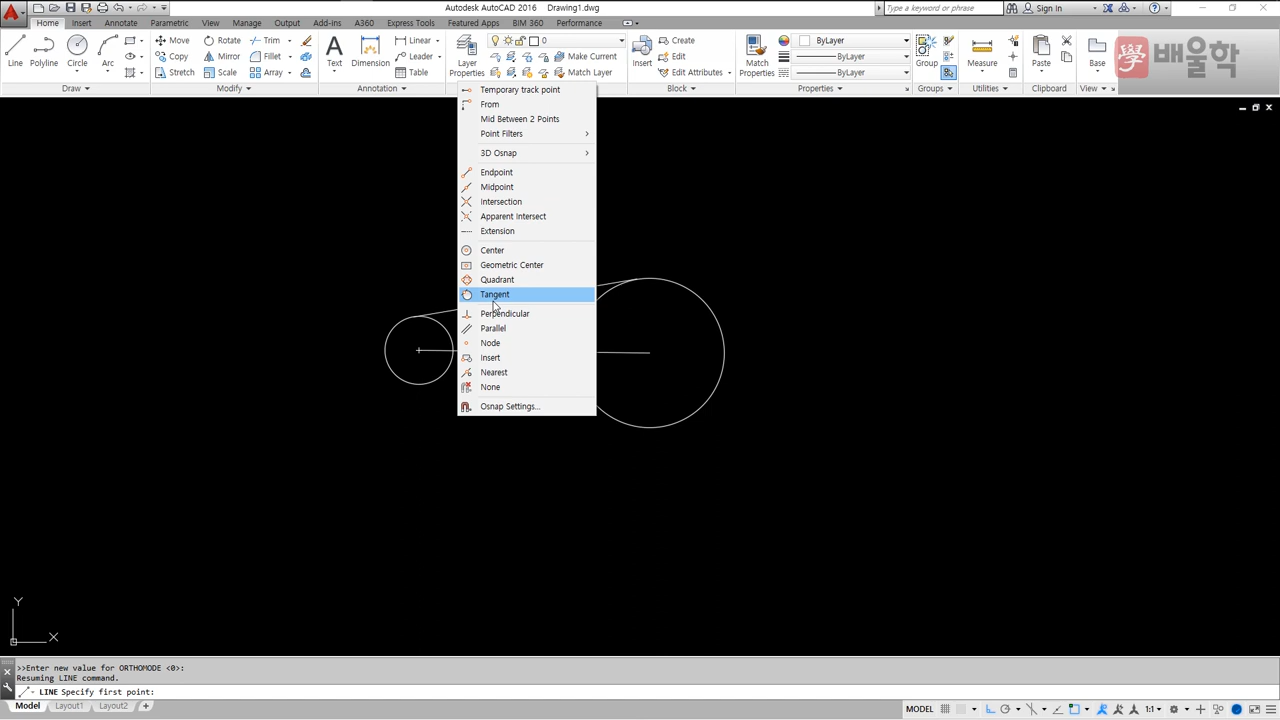 Autodesk AutoCAD 2016 Drawing1.dwg
Type a keyword or phrase
Sign In
Home Insert Annotate Parametric View Manage Output Add-ins A360 Express Tools Featured Apps BIM 360 Performance
Line Polyline Circle Arc
Move Rotate Trim
Copy Mirror Fillet
Stretch Scale Array
Text Dimension
Linear
Leader
Table
Layer Properties
0
Make Current
Match Layer
Insert
Create
Edit
Edit Attributes
Match Properties
ByLayer
ByLayer
ByLayer
Group
Measure
Paste
Base
學 배울학
Draw Modify Annotation Block Properties Groups Utilities Clipboard View
Temporary track point
From
Mid Between 2 Points
Point Filters
3D Osnap
Endpoint
Midpoint
Intersection
Apparent Intersect
Extension
Center
Geometric Center
Quadrant
Tangent
Perpendicular
Parallel
Node
Insert
Nearest
None
Osnap Settings...
Y
X
>>Enter new value for ORTHOMODE <0>:
Resuming LINE command.
LINE Specify first point:
Model Layout1 Layout2 +
MODEL 1:1